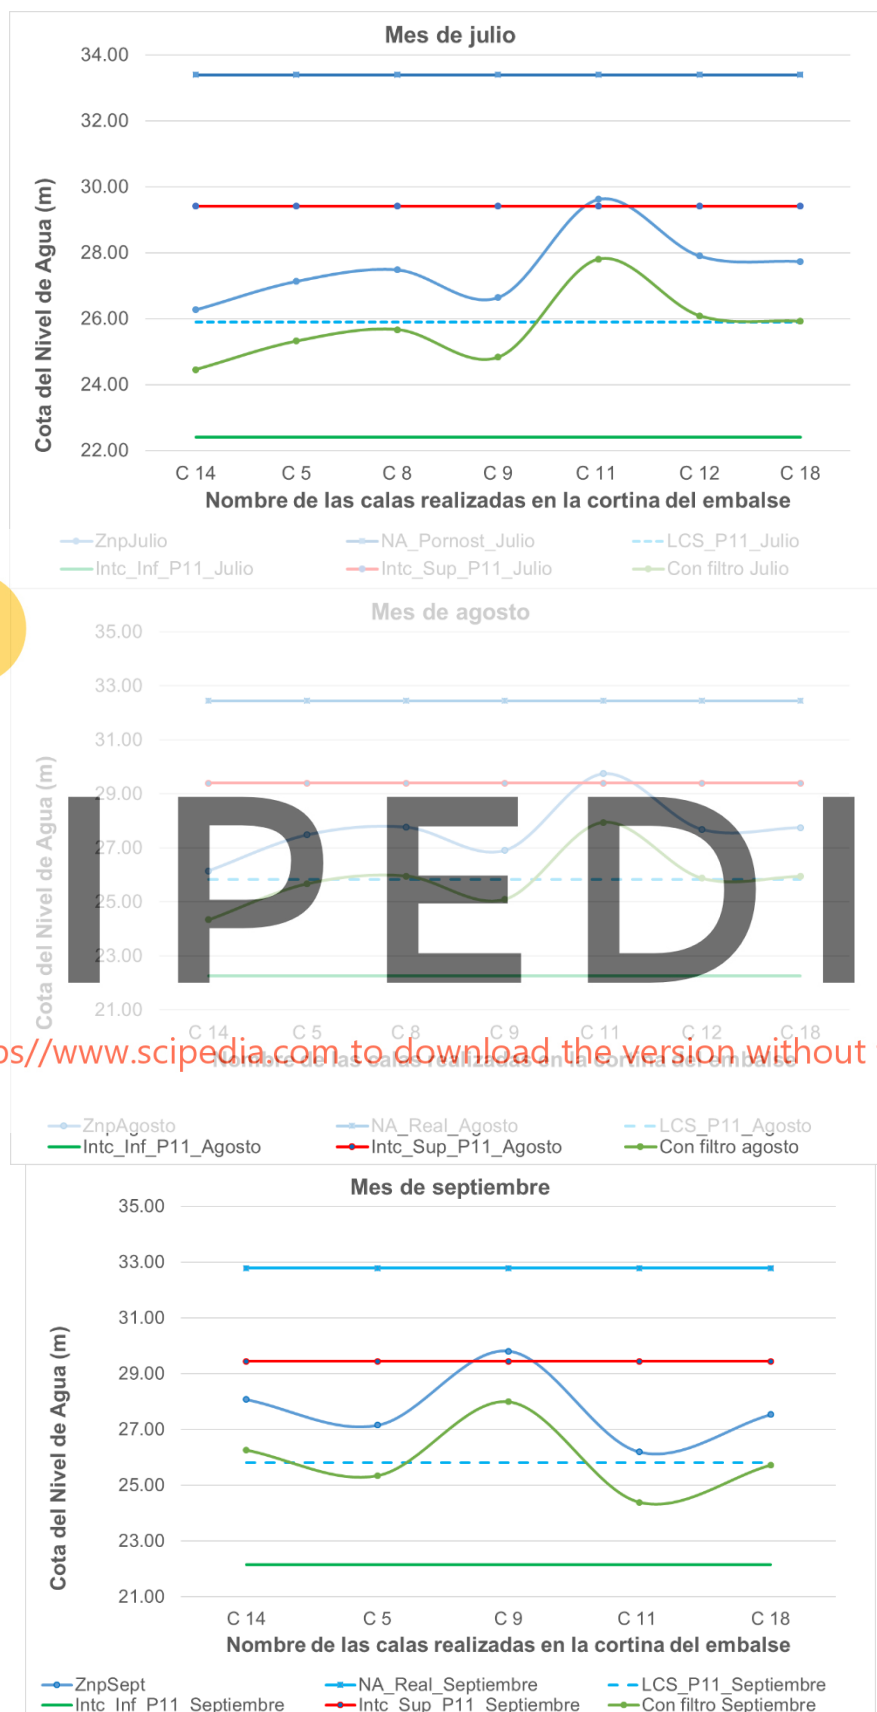 Mes de julio
34.00
32.00
30.00
28.00
26.00
24.00
22.00
Cota del Nivel de Agua (m)
C 14 C 5 C 8 C 9 C 11 C 12 C 18
Nombre de las calas realizadas en la cortina del embalse
ZnpJulio NA_Pornost_Julio LCS_P11_Julio
Intc_Inf_P11_Julio Intc_Sup_P11_Julio Con filtro Julio
Mes de agosto
35.00
33.00
31.00
29.00
27.00
25.00
23.00
21.00
Cota del Nivel de Agua (m)
IPEDI
C 14 C 5 C 8 C 9 C 11 C 12 C 18
Nombre de las calas realizadas en la cortina del embalse
ps//www.scipedia.com to download the version without
ZnpAgosto NA_Real_Agosto LCS_P11_Agosto
Intc_Inf_P11_Agosto Intc_Sup_P11_Agosto Con filtro agosto
Mes de septiembre
35.00
33.00
31.00
29.00
27.00
25.00
23.00
21.00
Cota del Nivel de Agua (m)
C 14 C 5 C 9 C 11 C 18
Nombre de las calas realizadas en la cortina del embalse
ZnpSept NA_Real_Septiembre LCS_P11_Septiembre
Intc_Inf_P11_Septiembre Intc_Sup_P11_Septiembre Con filtro Septiembre